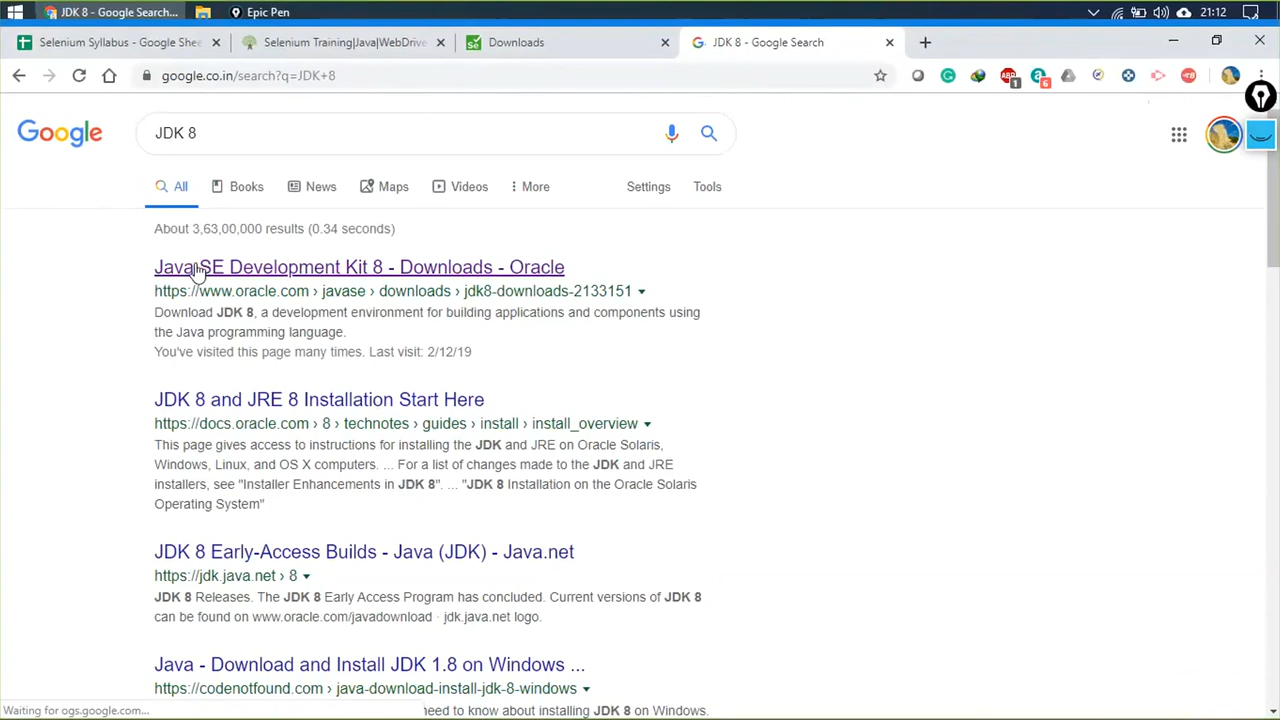 JDK 8 - Google Search...
Epic Pen
21:12
Selenium Syllabus - Google Shee
Selenium Training|Java|WebDrive
Downloads
JDK 8 - Google Search
google.co.in/search?q=JDK+8
ABP
1
6
Google
JDK 8
All
Books
News
Maps
Videos
More
Settings
Tools
About 3,63,00,000 results (0.34 seconds)
Java SE Development Kit 8 - Downloads - Oracle
https://www.oracle.com › javase › downloads › jdk8-downloads-2133151
Download JDK 8, a development environment for building applications and components using
the Java programming language.
You've visited this page many times. Last visit: 2/12/19
JDK 8 and JRE 8 Installation Start Here
https://docs.oracle.com › 8 › technotes › guides › install › install_overview
This page gives access to instructions for installing the JDK and JRE on Oracle Solaris,
Windows, Linux, and OS X computers. ... For a list of changes made to the JDK and JRE
installers, see "Installer Enhancements in JDK 8". ... "JDK 8 Installation on the Oracle Solaris
Operating System"
JDK 8 Early-Access Builds - Java (JDK) - Java.net
https://jdk.java.net › 8
JDK 8 Releases. The JDK 8 Early Access Program has concluded. Current versions of JDK 8
can be found on www.oracle.com/javadownload · jdk.java.net logo.
Java - Download and Install JDK 1.8 on Windows ...
https://codenotfound.com › java-download-install-jdk-8-windows
need to know about installing JDK 8 on Windows.
Waiting for ogs.google.com...